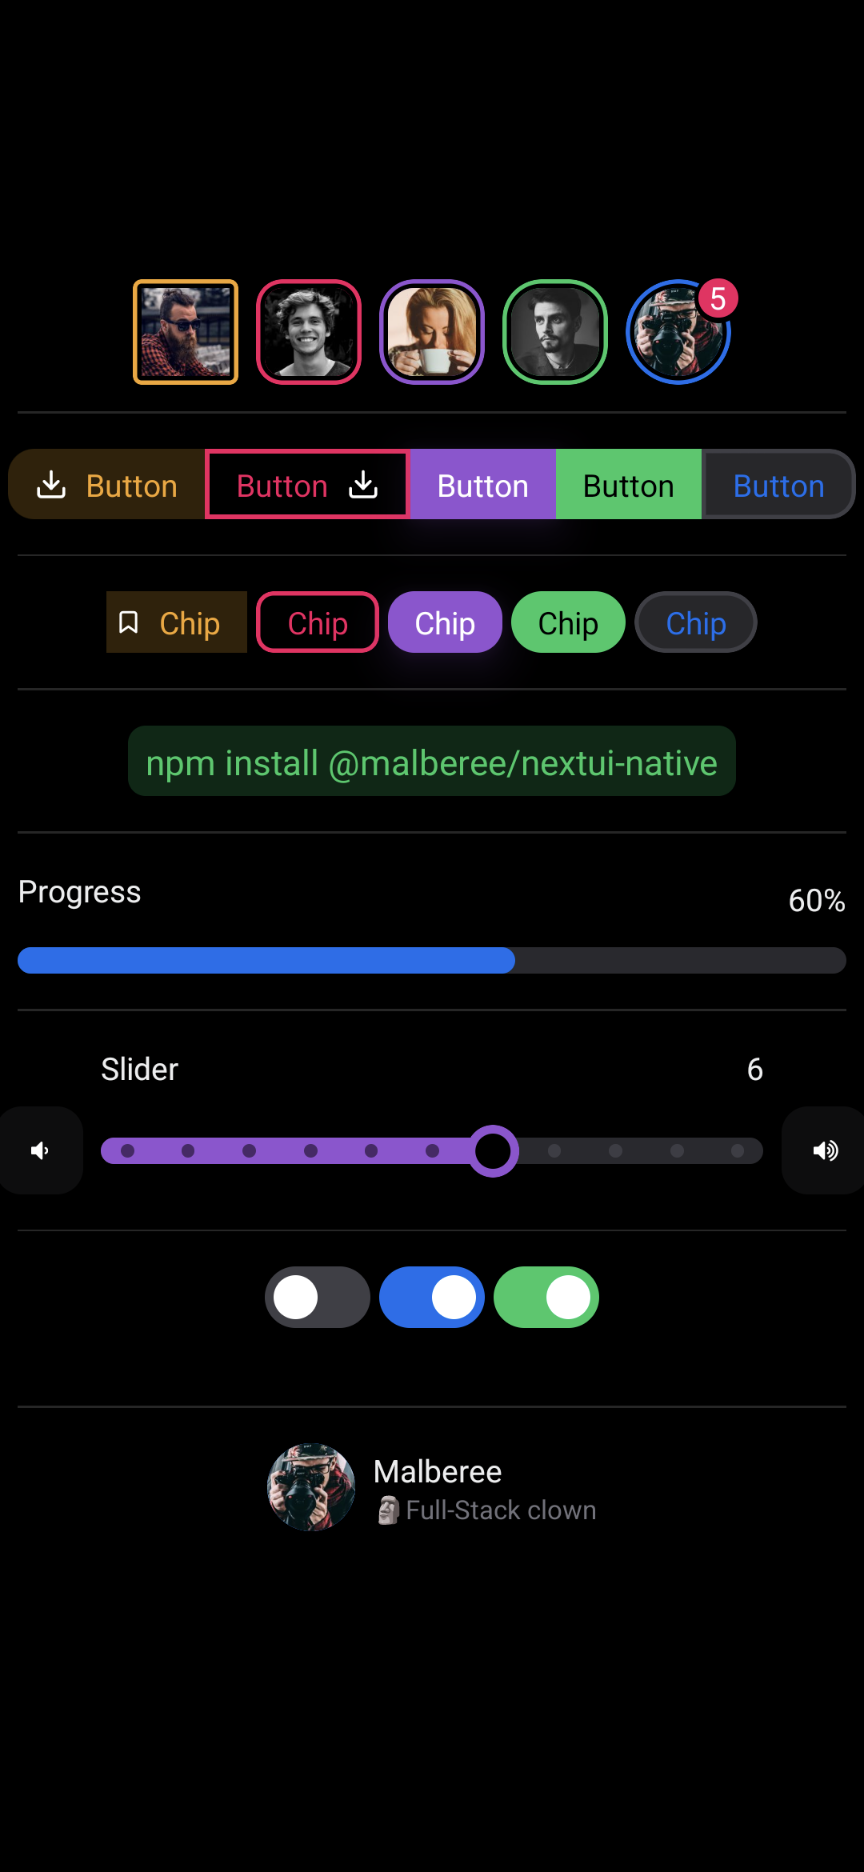 5
Button Button Button Button Button
Chip Chip Chip Chip Chip
npm install @malberee/nextui-native
Progress 60%
Slider 6
Malberee
🗿Full-Stack clown